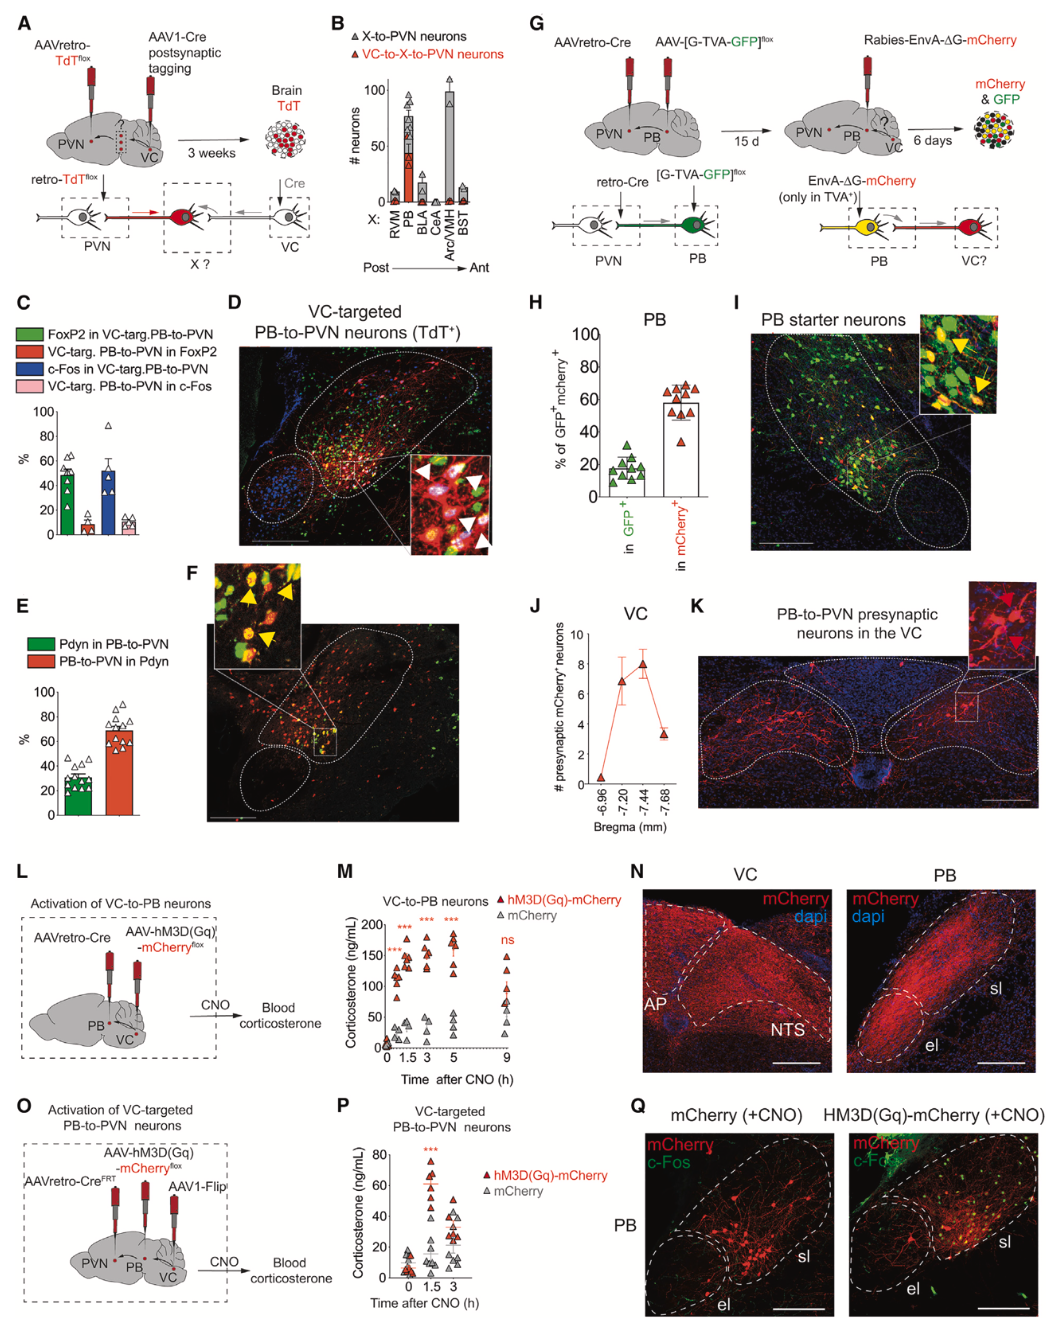 A
AAVretro-
TdTflox
AAV1-Cre
postsynaptic
tagging
?
PVN
VC
3 weeks
Brain
TdT
retro-TdTflox
Cre
PVN
X ?
VC
B
X-to-PVN neurons
VC-to-X-to-PVN neurons
# neurons
100
50
0
X:
RVM
PB
BLA
CeA
Arc/VMH
BST
Post
Ant
C
FoxP2 in VC-targ.PB-to-PVN
VC-targ. PB-to-PVN in FoxP2
c-Fos in VC-targ.PB-to-PVN
VC-targ. PB-to-PVN in c-Fos
%
100
80
60
40
20
0
D
VC-targeted
PB-to-PVN neurons (TdT+)
E
Pdyn in PB-to-PVN
PB-to-PVN in Pdyn
%
100
80
60
40
20
0
F
G
AAVretro-Cre
AAV-[G-TVA-GFP]flox
PVN
PB
15 d
Rabies-EnvA-ΔG-mCherry
PVN
PB
?
VC
6 days
mCherry
& GFP
retro-Cre
[G-TVA-GFP]flox
PVN
PB
EnvA-ΔG-mCherry
(only in TVA+)
PB
VC?
H
PB
% of GFP+mcherry+
100
80
60
40
20
0
in GFP+
in mCherry+
I
PB starter neurons
J
VC
# presynaptic mCherry+neurons
10
8
6
4
2
0
-6.96
-7.20
-7.44
-7.68
Bregma (mm)
K
PB-to-PVN presynaptic
neurons in the VC
L
Activation of VC-to-PB neurons
AAVretro-Cre
AAV-hM3D(Gq)
-mCherryflox
PB
VC
CNO
Blood
corticosterone
M
VC-to-PB neurons
hM3D(Gq)-mCherry
mCherry
Corticosterone (ng/mL)
200
150
100
50
0
***
***
***
***
ns
0
1.5
3
5
9
Time after CNO (h)
N
VC
mCherry
dapi
AP
NTS
PB
mCherry
dapi
sl
el
O
Activation of VC-targeted
PB-to-PVN neurons
AAV-hM3D(Gq)
-mCherryflox
AAVretro-CreFRT
AAV1-Flip
PVN
PB
VC
CNO
Blood
corticosterone
P
VC-targeted
PB-to-PVN neurons
hM3D(Gq)-mCherry
mCherry
Corticosterone (ng/mL)
80
60
40
20
0
***
0
1.5
3
Time after CNO (h)
Q
mCherry (+CNO)
HM3D(Gq)-mCherry (+CNO)
PB
mCherry
c-Fos
sl
el
mCherry
c-Fos
sl
el